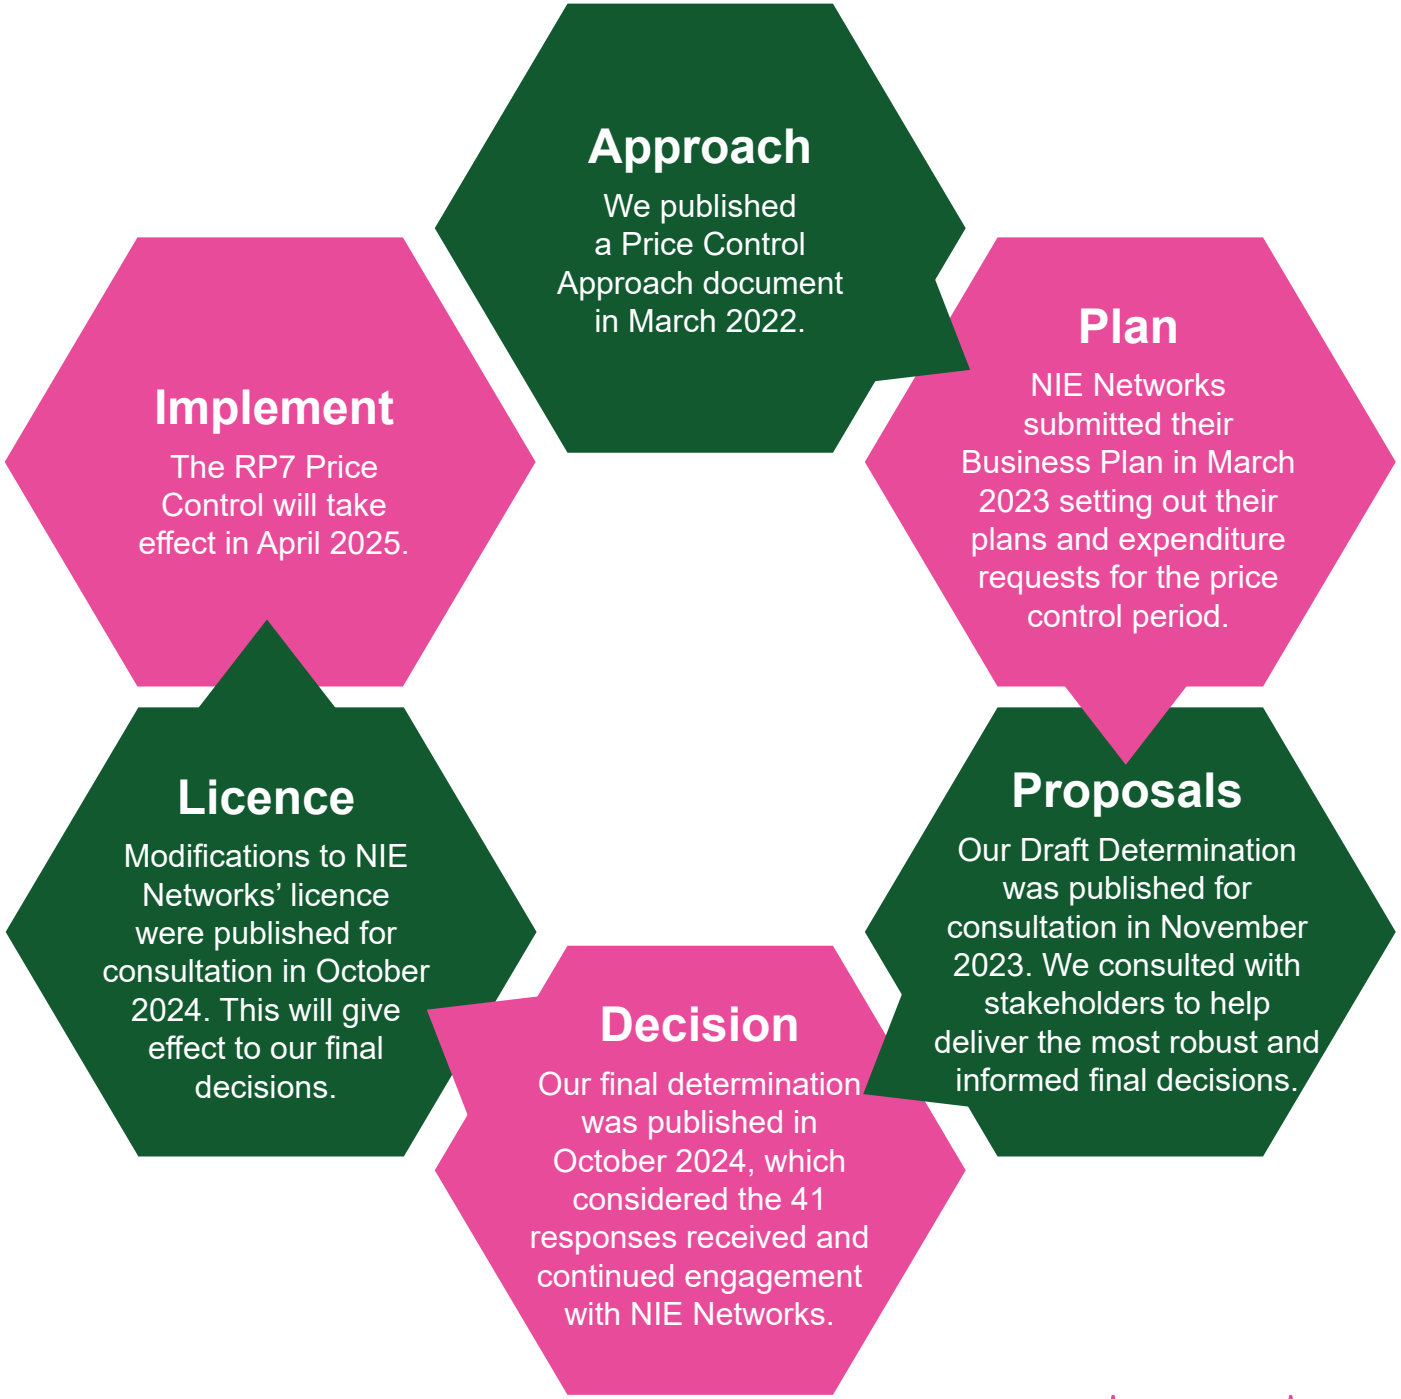 Approach
We published
a Price Control
Approach document
in March 2022.
Plan
NIE Networks
submitted their
Business Plan in March
2023 setting out their
plans and expenditure
requests for the price
control period.
Proposals
Our Draft Determination
was published for
consultation in November
2023. We consulted with
stakeholders to help
deliver the most robust and
informed final decisions.
Decision
Our final determination
was published in
October 2024, which
considered the 41
responses received and
continued engagement
with NIE Networks.
Licence
Modifications to NIE
Networks’ licence
were published for
consultation in October
2024. This will give
effect to our final
decisions.
Implement
The RP7 Price
Control will take
effect in April 2025.